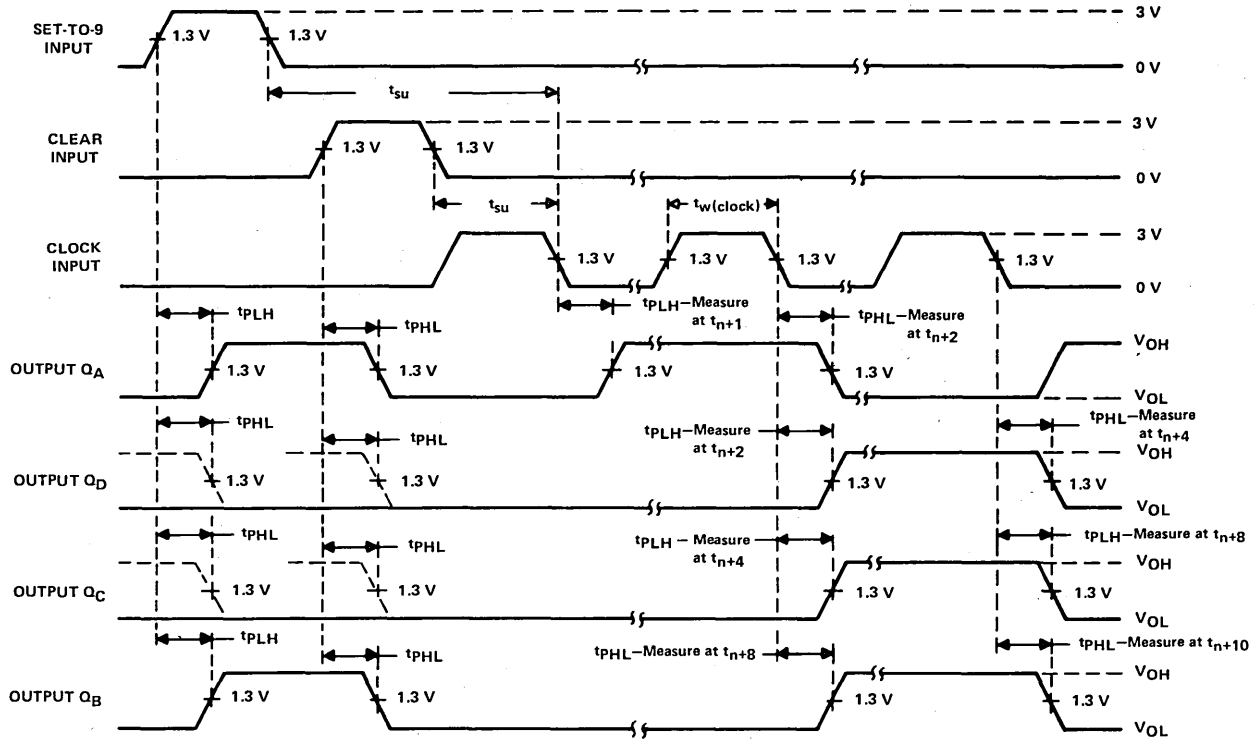 SET-TO-9
INPUT
1.3 V
1.3 V
3 V
0 V
tsu
CLEAR
INPUT
1.3 V
1.3 V
3 V
0 V
tsu
tw(clock)
CLOCK
INPUT
1.3 V
1.3 V
1.3 V
1.3 V
3 V
0 V
tPLH
tPHL
tPLH–Measure
at tn+1
tPHL–Measure
at tn+2
OUTPUT QA
1.3 V
1.3 V
1.3 V
1.3 V
VOH
VOL
tPHL
tPHL
tPLH–Measure
at tn+2
tPHL–Measure
at tn+4
OUTPUT QD
1.3 V
1.3 V
1.3 V
1.3 V
VOH
VOL
tPHL
tPHL
tPLH – Measure
at tn+4
tPLH–Measure at tn+8
OUTPUT QC
1.3 V
1.3 V
1.3 V
1.3 V
VOH
VOL
tPLH
tPHL
tPHL–Measure at tn+8
tPHL–Measure at tn+10
OUTPUT QB
1.3 V
1.3 V
1.3 V
1.3 V
VOH
VOL